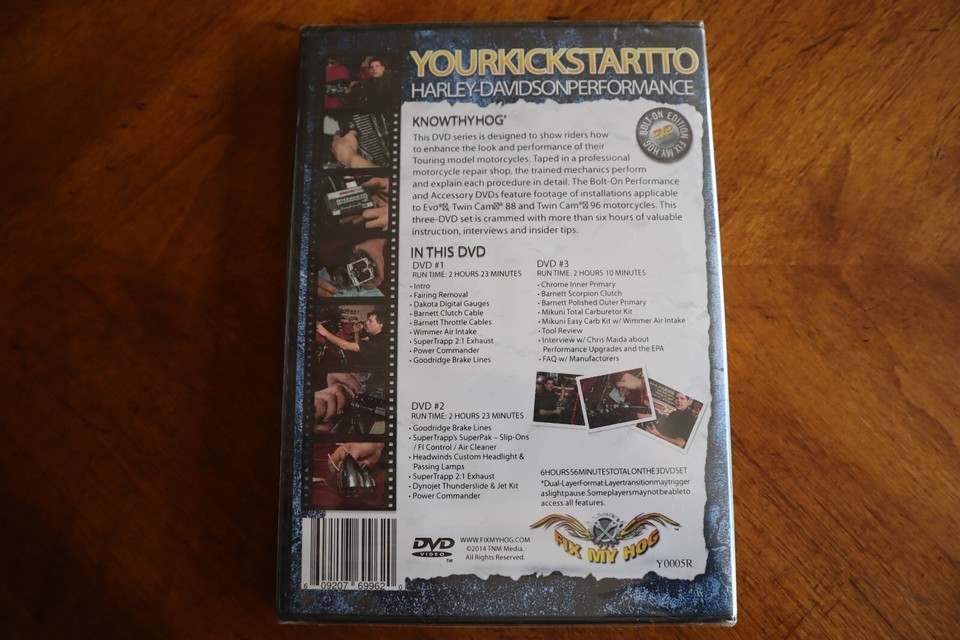 YOURKICKSTARTTO
HARLEY-DAVIDSONPERFORMANCE
KNOWTHYHOG®
BOLT-ON EDITION
FIX MY HOG
This DVD series is designed to show riders how
to enhance the look and performance of their
Touring model motorcycles. Taped in a professional
motorcycle repair shop, the trained mechanics perform
and explain each procedure in detail. The Bolt-On Performance
and Accessory DVDs feature footage of installations applicable
to Evo®, Twin Cam® 88 and Twin Cam® 96 motorcycles. This
three-DVD set is crammed with more than six hours of valuable
instruction, interviews and insider tips.
IN THIS DVD
DVD #1
RUN TIME: 2 HOURS 23 MINUTES
• Intro
• Fairing Removal
• Dakota Digital Gauges
• Barnett Clutch Cable
• Barnett Throttle Cables
• Wimmer Air Intake
• SuperTrapp 2:1 Exhaust
• Power Commander
• Goodridge Brake Lines
DVD #2
RUN TIME: 2 HOURS 23 MINUTES
• Goodridge Brake Lines
• SuperTrapp's SuperPak – Slip-Ons
/ FI Control / Air Cleaner
• Headwinds Custom Headlight &
Passing Lamps
• SuperTrapp 2:1 Exhaust
• Dynojet Thunderslide & Jet Kit
• Power Commander
DVD #3
RUN TIME: 2 HOURS 10 MINUTES
• Chrome Inner Primary
• Barnett Scorpion Clutch
• Barnett Polished Outer Primary
• Mikuni Total Carburetor Kit
• Mikuni Easy Carb Kit w/ Wimmer Air Intake
• Tool Review
• Interview w/ Chris Maida about
Performance Upgrades and the EPA
• FAQ w/ Manufacturers
6HOURS56MINUTESTOTALONTHE3DVDSET
*Dual-LayerFormat.Layertransitionmaytrigger
aslightpause.Someplayersmaynotbeableto
access all features.
DVD
VIDEO
™
WWW.FIXMYHOG.COM
©2014 TNM Media.
All Rights Reserved.
FIX MY HOG
Y0005R
6 09207 69962 0